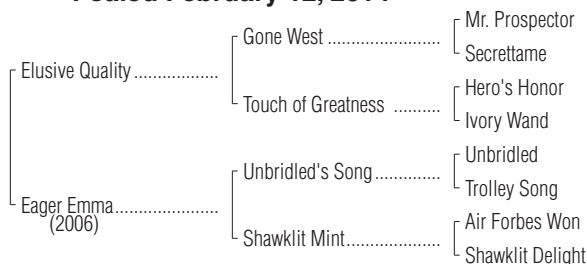 Foaled February 12,
Mr. Prospector
Gone West
Secrettame
Elusive Quality
Hero's Honor
Touch of Greatness
Ivory Wand
Unbridled
Unbridled's Song
Trolley Song
Eager Emma
(2006)
Air Forbes Won
Shawklit Mint
Shawklit Delight